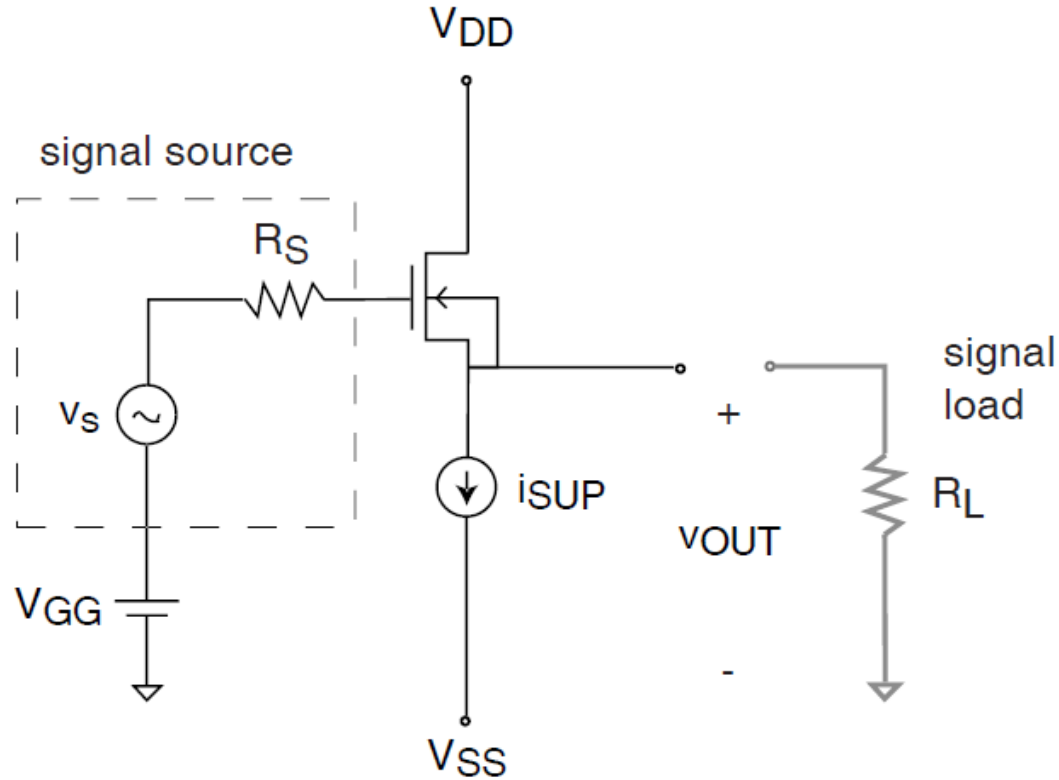 VDD
signal source
RS
vs
iSUP
VGG
VSS
+
vOUT
-
signal
load
RL